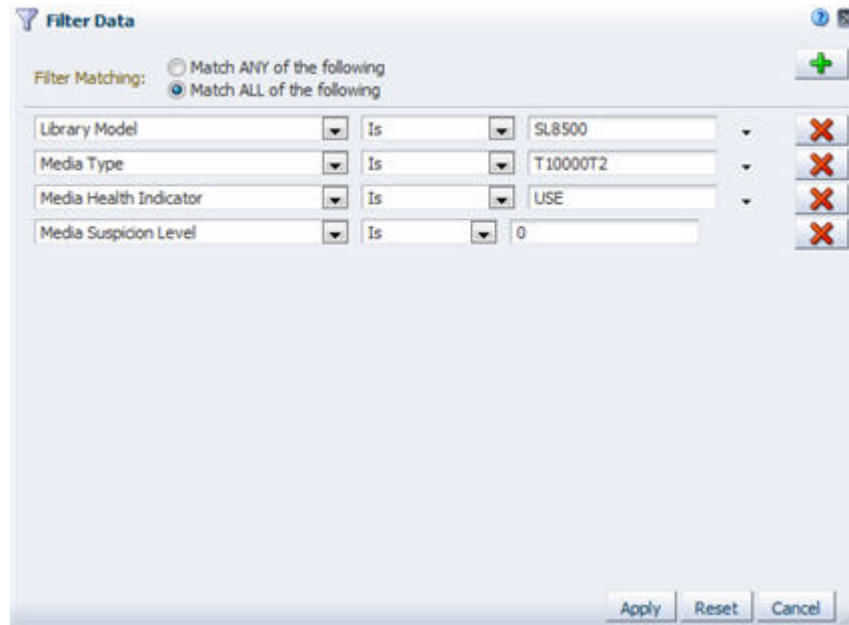 Filter Data
Filter Matching:
Match ANY of the following
Match ALL of the following
Library Model Is SL8500
Media Type Is T10000T2
Media Health Indicator Is USE
Media Suspicion Level Is 0
Apply Reset Cancel